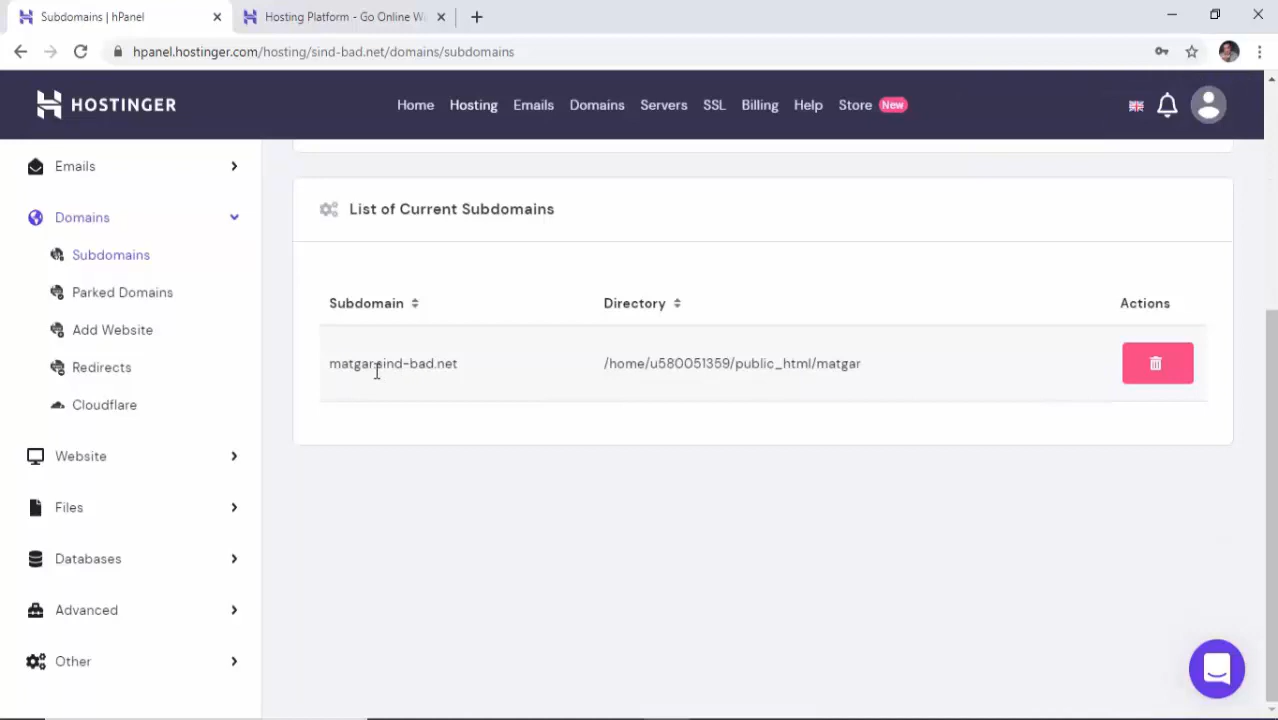 Subdomains | hPanel
Hosting Platform - Go Online W
hpanel.hostinger.com/hosting/sind-bad.net/domains/subdomains
HOSTINGER
Home Hosting Emails Domains Servers SSL Billing Help Store New
Emails
Domains
Subdomains
Parked Domains
Add Website
Redirects
Cloudflare
Website
Files
Databases
Advanced
Other
List of Current Subdomains
Subdomain Directory Actions
matgar.sind-bad.net /home/u580051359/public_html/matgar